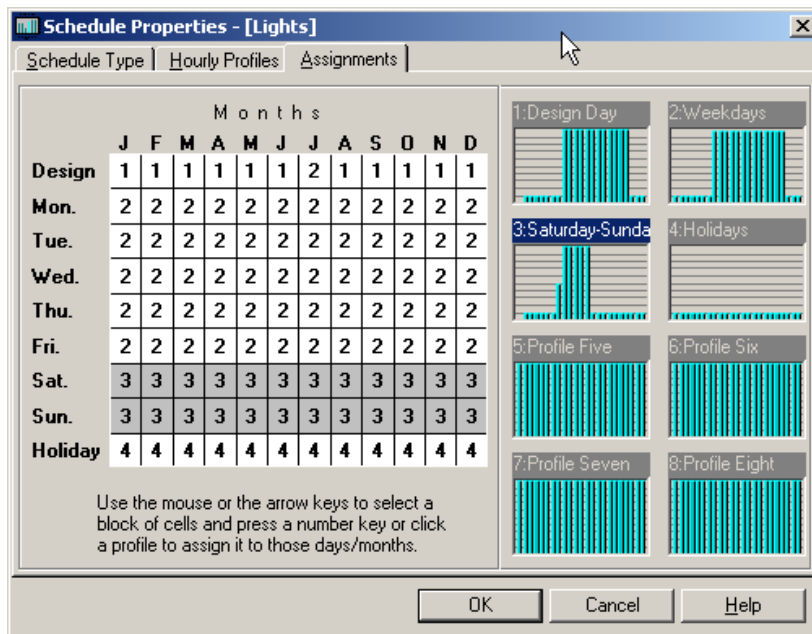 Schedule Properties - [Lights]
Schedule Type Hourly Profiles Assignments
Months
J F M A M J J A S O N D
Design 1 1 1 1 1 1 2 1 1 1 1 1
Mon. 2 2 2 2 2 2 2 2 2 2 2 2
Tue. 2 2 2 2 2 2 2 2 2 2 2 2
Wed. 2 2 2 2 2 2 2 2 2 2 2 2
Thu. 2 2 2 2 2 2 2 2 2 2 2 2
Fri. 2 2 2 2 2 2 2 2 2 2 2 2
Sat. 3 3 3 3 3 3 3 3 3 3 3 3
Sun. 3 3 3 3 3 3 3 3 3 3 3 3
Holiday 4 4 4 4 4 4 4 4 4 4 4 4
Use the mouse or the arrow keys to select a
block of cells and press a number key or click
a profile to assign it to those days/months.
1:Design Day 2:Weekdays
3:Saturday-Sunda 4:Holidays
5:Profile Five 6:Profile Six
7:Profile Seven 8:Profile Eight
OK Cancel Help